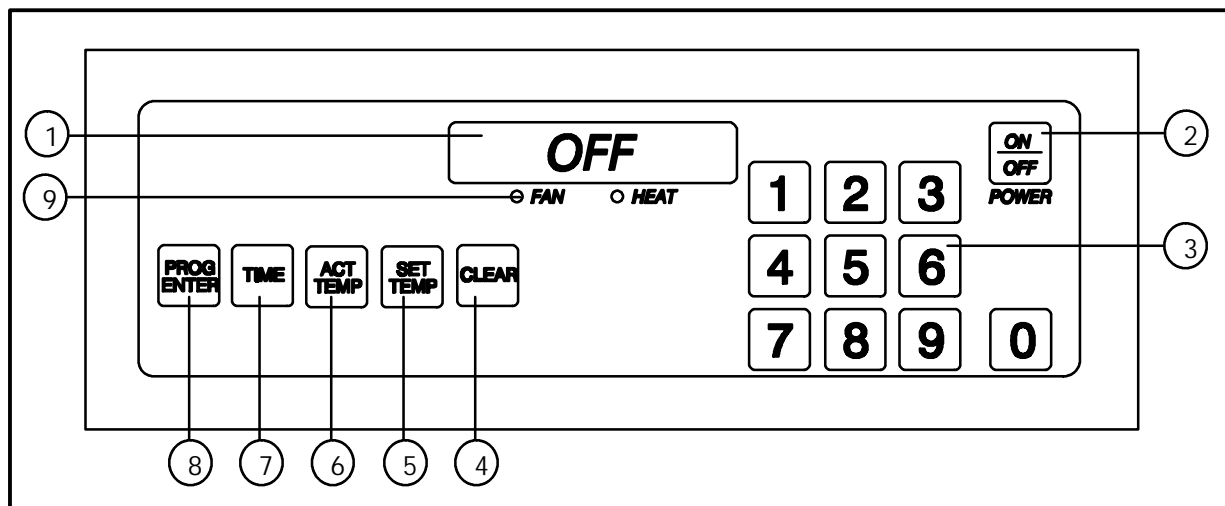 1
OFF
ON
OFF
POWER
2
9
FAN HEAT
1 2 3
3
PROG
ENTER
TIME
ACT
TEMP
SET
TEMP
CLEAR
4 5 6
7 8 9 0
8 7 6 5 4